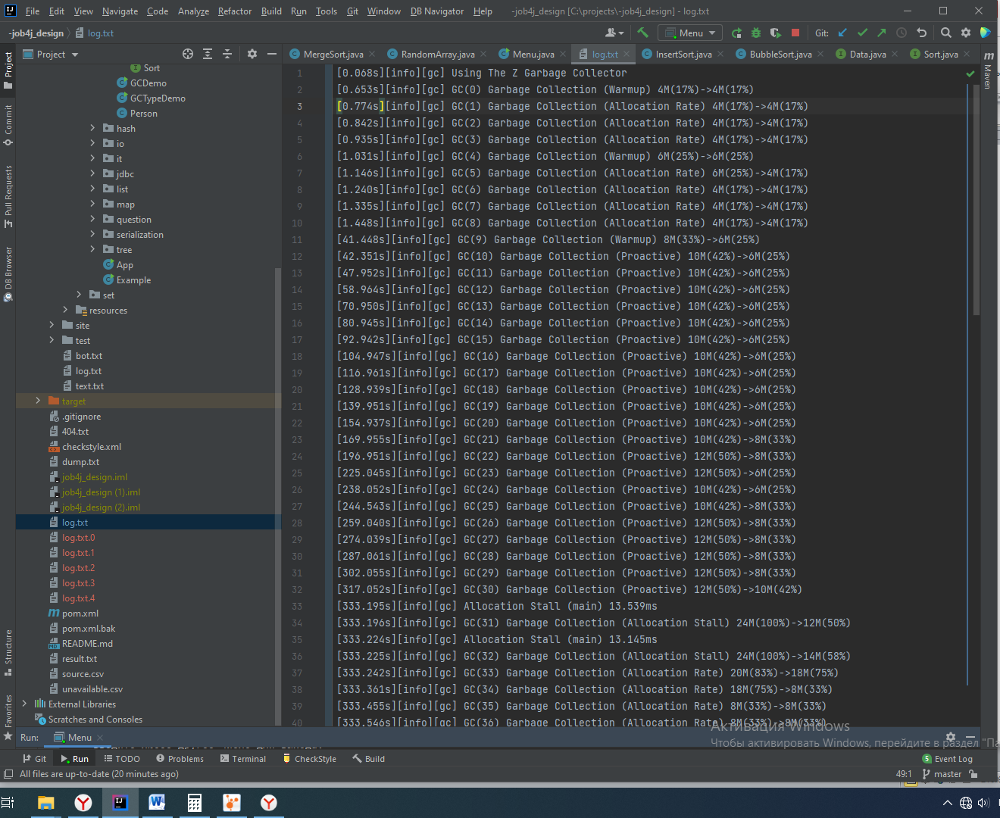 File Edit View Navigate Code Analyze Refactor Build Run Tools Git Window DB Navigator Help -job4j_design [C:\projects\-job4j_design] - log.txt
-job4j_design log.txt Menu Git:
Project MergeSort.java RandomArray.java Menu.java log.txt InsertSort.java BubbleSort.java Data.java Sort.java
Project
Commit
Pull Requests
DB Browser
Structure
Favorites
Sort
GCDemo
GCTypeDemo
Person
hash
io
it
jdbc
list
map
question
serialization
tree
App
Example
set
resources
site
test
bot.txt
log.txt
text.txt
target
.gitignore
404.txt
checkstyle.xml
dump.txt
job4j_design.iml
job4j_design (1).iml
job4j_design (2).iml
log.txt
log.txt.0
log.txt.1
log.txt.2
log.txt.3
log.txt.4
pom.xml
pom.xml.bak
README.md
result.txt
source.csv
unavailable.csv
External Libraries
Scratches and Consoles
1 [0.068s][info][gc] Using The Z Garbage Collector
2 [0.653s][info][gc] GC(0) Garbage Collection (Warmup) 4M(17%)->4M(17%)
3 [0.774s][info][gc] GC(1) Garbage Collection (Allocation Rate) 4M(17%)->4M(17%)
4 [0.842s][info][gc] GC(2) Garbage Collection (Allocation Rate) 4M(17%)->4M(17%)
5 [0.935s][info][gc] GC(3) Garbage Collection (Allocation Rate) 4M(17%)->4M(17%)
6 [1.031s][info][gc] GC(4) Garbage Collection (Warmup) 6M(25%)->6M(25%)
7 [1.146s][info][gc] GC(5) Garbage Collection (Allocation Rate) 6M(25%)->4M(17%)
8 [1.240s][info][gc] GC(6) Garbage Collection (Allocation Rate) 4M(17%)->4M(17%)
9 [1.335s][info][gc] GC(7) Garbage Collection (Allocation Rate) 4M(17%)->4M(17%)
10 [1.448s][info][gc] GC(8) Garbage Collection (Allocation Rate) 4M(17%)->4M(17%)
11 [41.448s][info][gc] GC(9) Garbage Collection (Warmup) 8M(33%)->6M(25%)
12 [42.351s][info][gc] GC(10) Garbage Collection (Proactive) 10M(42%)->6M(25%)
13 [47.952s][info][gc] GC(11) Garbage Collection (Proactive) 10M(42%)->6M(25%)
14 [58.964s][info][gc] GC(12) Garbage Collection (Proactive) 10M(42%)->6M(25%)
15 [70.950s][info][gc] GC(13) Garbage Collection (Proactive) 10M(42%)->6M(25%)
16 [80.945s][info][gc] GC(14) Garbage Collection (Proactive) 10M(42%)->6M(25%)
17 [92.942s][info][gc] GC(15) Garbage Collection (Proactive) 10M(42%)->6M(25%)
18 [104.947s][info][gc] GC(16) Garbage Collection (Proactive) 10M(42%)->6M(25%)
19 [116.961s][info][gc] GC(17) Garbage Collection (Proactive) 10M(42%)->6M(25%)
20 [128.939s][info][gc] GC(18) Garbage Collection (Proactive) 10M(42%)->6M(25%)
21 [139.951s][info][gc] GC(19) Garbage Collection (Proactive) 10M(42%)->6M(25%)
22 [154.937s][info][gc] GC(20) Garbage Collection (Proactive) 10M(42%)->6M(25%)
23 [169.955s][info][gc] GC(21) Garbage Collection (Proactive) 10M(42%)->8M(33%)
24 [196.951s][info][gc] GC(22) Garbage Collection (Proactive) 12M(50%)->8M(33%)
25 [225.045s][info][gc] GC(23) Garbage Collection (Proactive) 12M(50%)->6M(25%)
26 [238.052s][info][gc] GC(24) Garbage Collection (Proactive) 10M(42%)->6M(25%)
27 [244.543s][info][gc] GC(25) Garbage Collection (Proactive) 10M(42%)->8M(33%)
28 [259.040s][info][gc] GC(26) Garbage Collection (Proactive) 12M(50%)->8M(33%)
29 [274.039s][info][gc] GC(27) Garbage Collection (Proactive) 12M(50%)->8M(33%)
30 [287.061s][info][gc] GC(28) Garbage Collection (Proactive) 12M(50%)->8M(33%)
31 [302.055s][info][gc] GC(29) Garbage Collection (Proactive) 12M(50%)->8M(33%)
32 [317.052s][info][gc] GC(30) Garbage Collection (Proactive) 12M(50%)->10M(42%)
33 [333.195s][info][gc] Allocation Stall (main) 13.539ms
34 [333.196s][info][gc] GC(31) Garbage Collection (Allocation Stall) 24M(100%)->12M(50%)
35 [333.224s][info][gc] Allocation Stall (main) 13.145ms
36 [333.225s][info][gc] GC(32) Garbage Collection (Allocation Stall) 24M(100%)->14M(58%)
37 [333.242s][info][gc] GC(33) Garbage Collection (Allocation Rate) 20M(83%)->18M(75%)
38 [333.361s][info][gc] GC(34) Garbage Collection (Allocation Rate) 18M(75%)->8M(33%)
39 [333.455s][info][gc] GC(35) Garbage Collection (Allocation Rate) 8M(33%)->8M(33%)
40 [333.546s][info][gc] GC(36) Garbage Collection (Allocation Rate) 8M(33%)->8M(33%)
m Maven
Активация Windows
Чтобы активировать Windows, перейдите в раздел "Па
Run: Menu
Git Run TODO Problems Terminal CheckStyle Build 5 Event Log
All files are up-to-date (20 minutes ago) 49:1 master